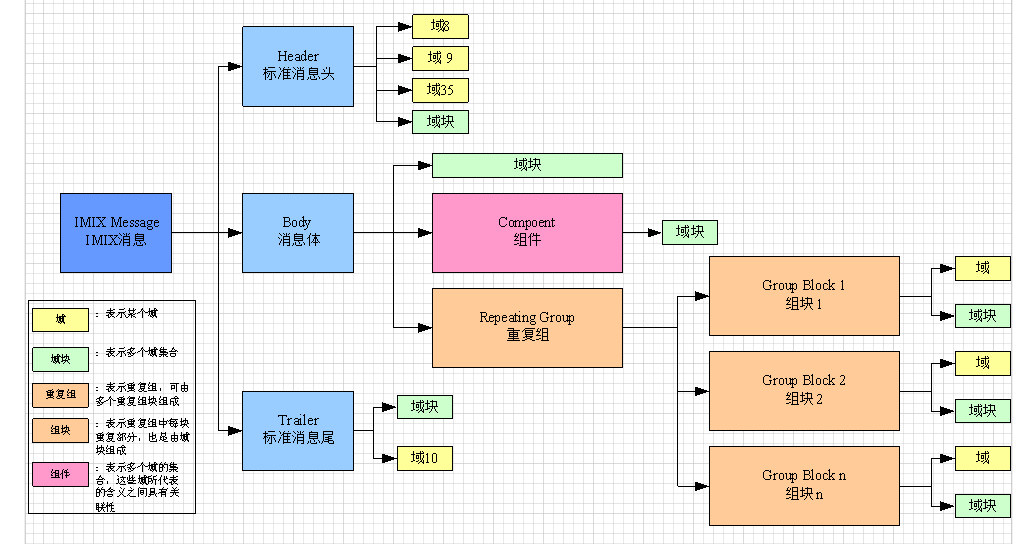 域8
Header
标准消息头
域 9
域35
域块
域块
IMIX Message
IMIX消息
Body
消息体
Compoent
组件
域块
Repeating Group
重复组
Group Block 1
组块 1
域
域块
Group Block 2
组块 2
域
域块
Group Block n
组块 n
域
域块
Trailer
标准消息尾
域块
域10
域
：表示某个域
域块
：表示多个域集合
重复组
：表示重复组，可由
多个重复组块组成
组块
：表示重复组中每块
重复部分，也是由域
块组成
组件
：表示多个域的集
合，这些域所代表
的含义之间具有关
联性